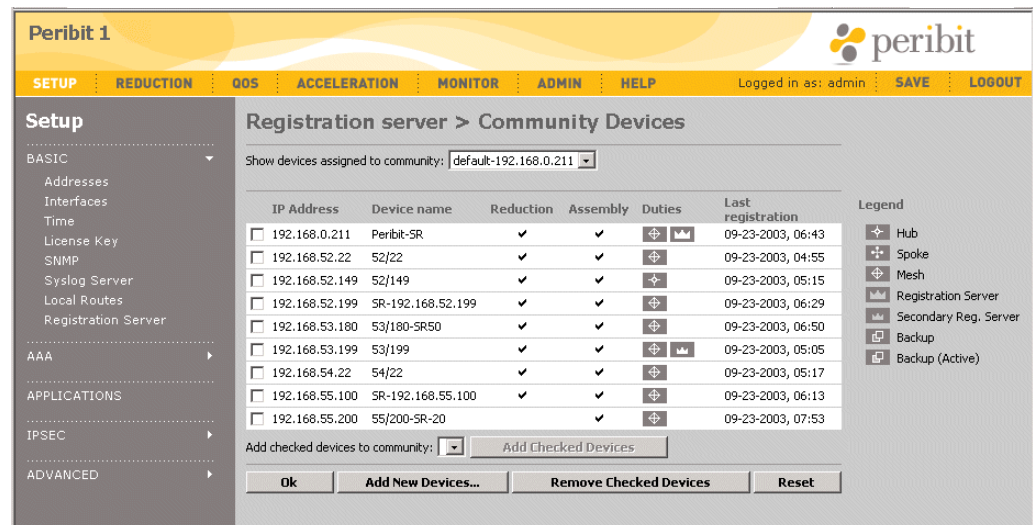 Peribit 1
peribit
SETUP REDUCTION QOS ACCELERATION MONITOR ADMIN HELP Logged in as: admin SAVE LOGOUT
Setup
BASIC
Addresses
Interfaces
Time
License Key
SNMP
Syslog Server
Local Routes
Registration Server
AAA
APPLICATIONS
IPSEC
ADVANCED
Registration server > Community Devices
Show devices assigned to community: default-192.168.0.211
IP Address Device name Reduction Assembly Duties Last registration
192.168.0.211 Peribit-SR ✔ ✔ 09-23-2003, 06:43
192.168.52.22 52/22 ✔ ✔ 09-23-2003, 04:55
192.168.52.149 52/149 ✔ ✔ 09-23-2003, 05:15
192.168.52.199 SR-192.168.52.199 ✔ ✔ 09-23-2003, 06:29
192.168.53.180 53/180-SR50 ✔ ✔ 09-23-2003, 06:50
192.168.53.199 53/199 ✔ ✔ 09-23-2003, 05:05
192.168.54.22 54/22 ✔ ✔ 09-23-2003, 05:17
192.168.55.100 SR-192.168.55.100 ✔ ✔ 09-23-2003, 06:13
192.168.55.200 55/200-SR-20 ✔ 09-23-2003, 07:53
Add checked devices to community: Add Checked Devices
Ok Add New Devices... Remove Checked Devices Reset
Legend
Hub
Spoke
Mesh
Registration Server
Secondary Reg. Server
Backup
Backup (Active)